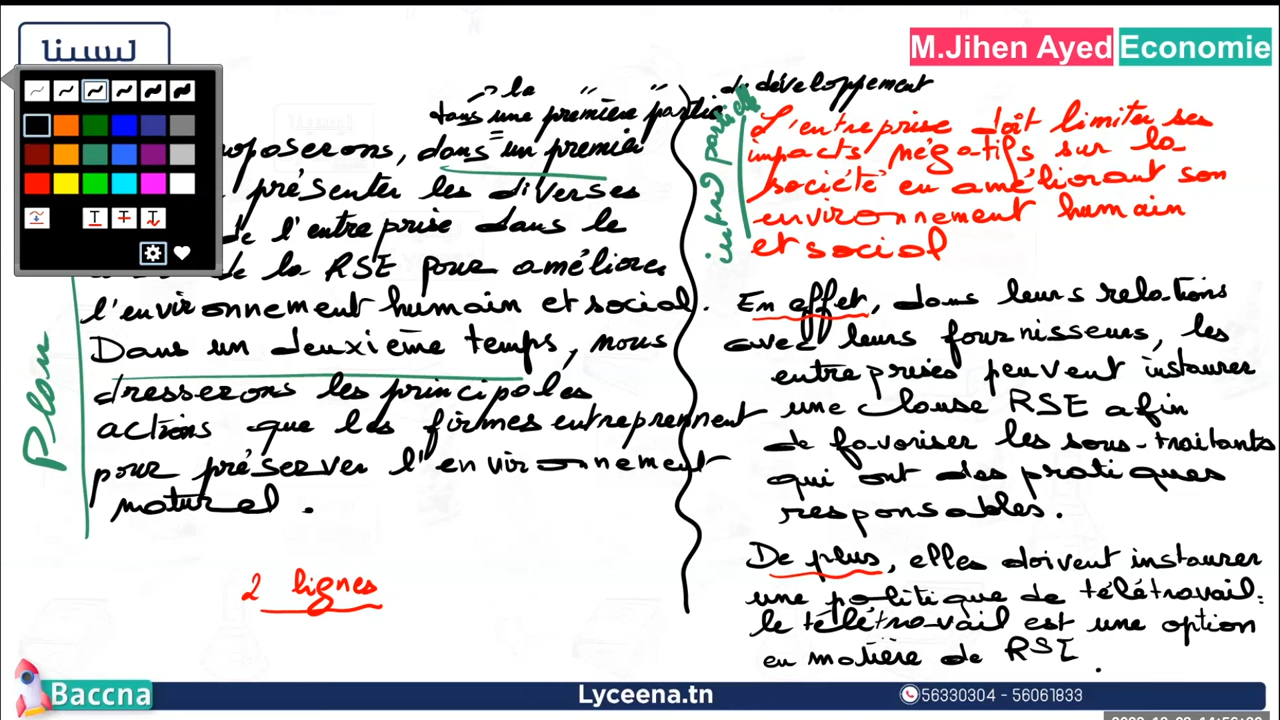 ليسينا
M.Jihen Ayed Economie
" la " "
dans une première partie
oposerons, dans un premier
présenter les diverses
de l'entreprise dans le
de la RSE pour améliorer
l'environnement humain et social.
Dans un deuxième temps, nous
dresserons les principales
actions que les firmes entreprennent
pour préserver l'environnement
naturel.
Plan
2 lignes
du développement
intro partie
L'entreprise doit limiter ses
impacts négatifs sur la
société en améliorant son
environnement humain
et social
En effet, dans leurs relations
avec leurs fournisseurs, les
entreprises peuvent instaurer
une clause RSE afin
de favoriser les sous-traitants
qui ont des pratiques
responsables.
De plus, elles doivent instaurer
une politique de télétravail:
le télétravail est une option
en matière de RSE.
Baccna
Lyceena.tn
56330304 - 56061833